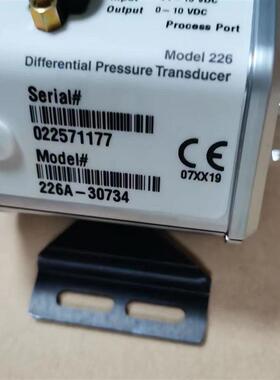 Output 0 – 10 VDC
Process Port
Model 226
Differential Pressure Transducer
Serial#
022571177
Model#
226A-30734
CE
07XX19